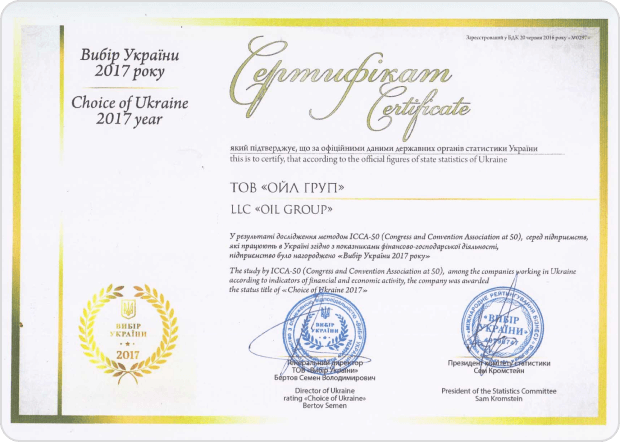 Зареєстрований у БДК 20 червня 2016 року
Вибір України
2017 року
Choice of Ukraine
2017 year
Сертифікат
Certificate
який підтверджує, що за офіційними даними державних органів статистики України
this is to certify, that according to the official figures of state statistics of Ukraine
ТОВ «ОЙЛ ГРУП»
LLC «OIL GROUP»
У результаті дослідження методом ICCA-50 (Congress and Convention Association at 50), серед підприємств,
які працюють в Україні згідно з показниками фінансово-господарської діяльності,
підприємство було нагороджено «Вибір України 2017 року»
The study by ICCA-50 (Congress and Convention Association at 50), among the companies working in Ukraine
according to indicators of financial and economic activity, the company was awarded
the status title of «Choice of Ukraine 2017»
ВИБІР
УКРАЇНИ
2017
ВИБІР
УКРАЇНИ
Генеральний директор
ТОВ «Вибір України»
Бертов Семен Володимирович
Director of Ukraine
rating «Choice of Ukraine»
Bertov Semen
«ВИБІР
УКРАЇНИ»
Президент комітету статистики
Сем Кромстейн
President of the Statistics Committee
Sam Kromstein